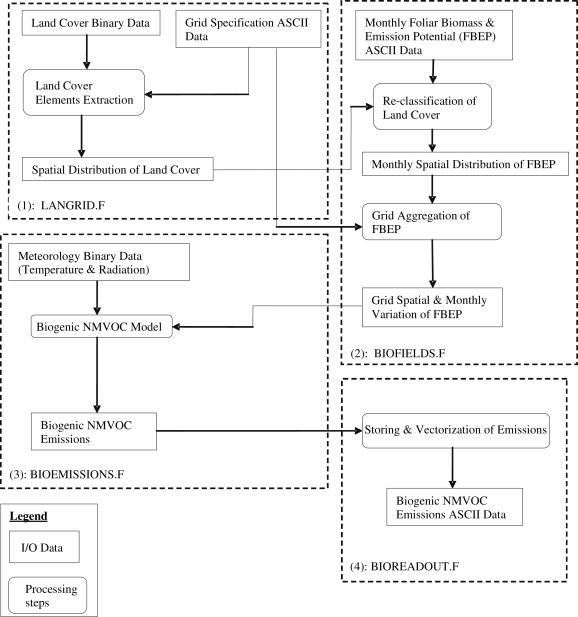 Land Cover Binary Data
Grid Specification ASCII
Data
Land Cover
Elements Extraction
Spatial Distribution of Land Cover
(1): LANGRID.F
Monthly Foliar Biomass &
Emission Potential (FBEP)
ASCII Data
Re-classification of
Land Cover
Monthly Spatial Distribution of FBEP
Grid Aggregation of
FBEP
Grid Spatial & Monthly
Variation of FBEP
(2): BIOFIELDS.F
Meteorology Binary Data
(Temperature & Radiation)
Biogenic NMVOC Model
Biogenic NMVOC
Emissions
(3): BIOEMISSIONS.F
Storing & Vectorization of Emissions
Biogenic NMVOC
Emissions ASCII Data
(4): BIOREADOUT.F
Legend
I/O Data
Processing
steps